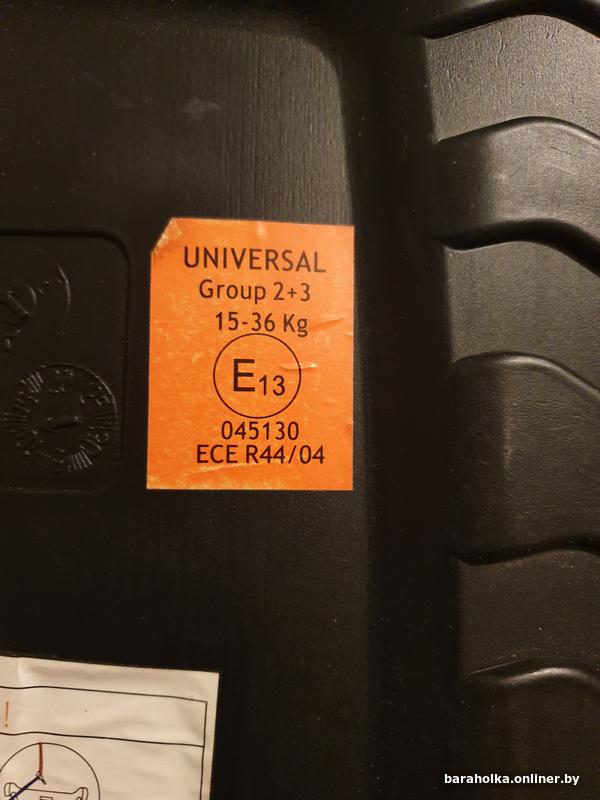 UNIVERSAL
Group 2+3
15-36 Kg
E13
045130
ECE R44/04
!
baraholka.onliner.by